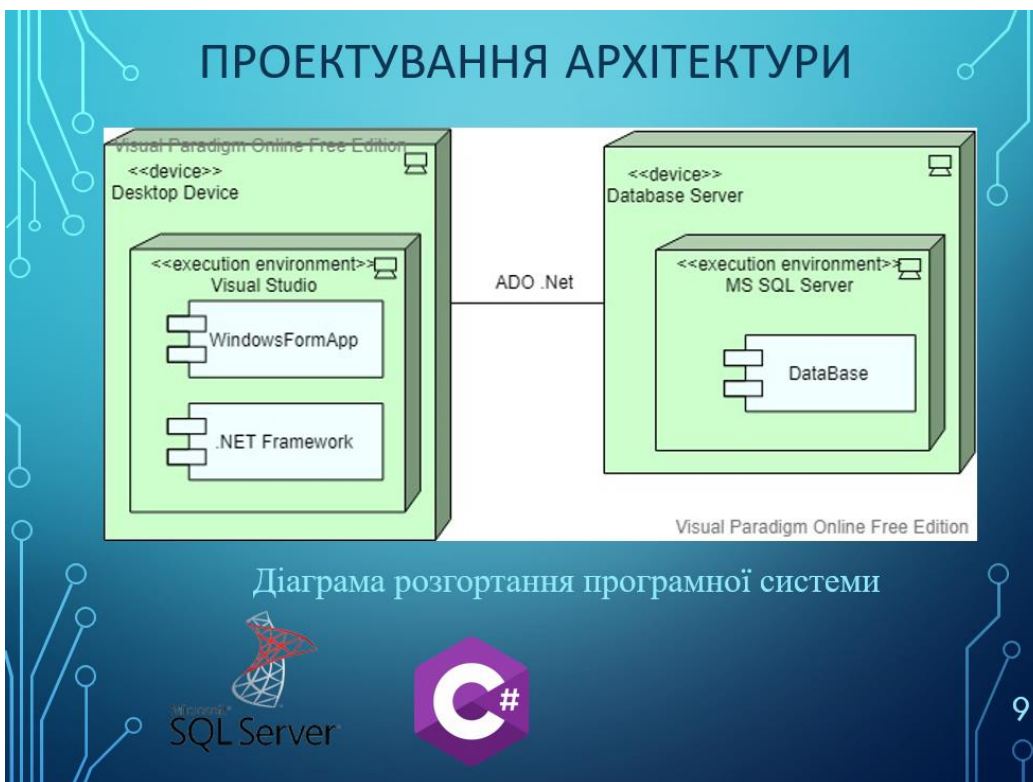 ПРОЕКТУВАННЯ АРХІТЕКТУРИ
Visual Paradigm Online Free Edition
<<device>>
Desktop Device
<<execution environment>>
Visual Studio
WindowsFormApp
.NET Framework
ADO .Net
<<device>>
Database Server
<<execution environment>>
MS SQL Server
DataBase
Visual Paradigm Online Free Edition
Діаграма розгортання програмної системи
Microsoft®
SQL Server®
C#
9